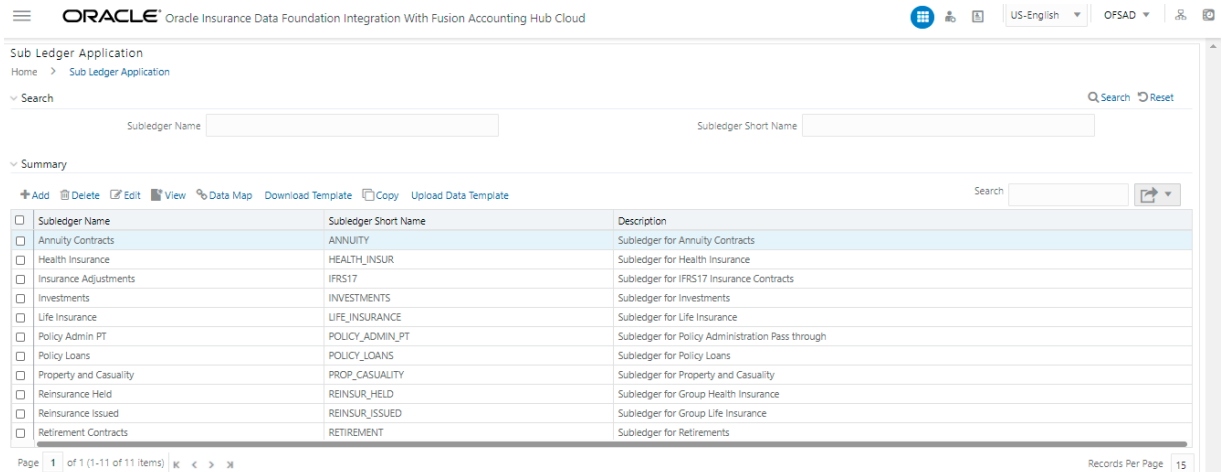 ORACLE® Oracle Insurance Data Foundation Integration With Fusion Accounting Hub Cloud US-English OFSAD
Sub Ledger Application
Home > Sub Ledger Application
Search Search Reset
Subledger Name Subledger Short Name
Summary
Add Delete Edit View Data Map Download Template Copy Upload Data Template Search
Subledger Name Subledger Short Name Description
Annuity Contracts ANNUITY Subledger for Annuity Contracts
Health Insurance HEALTH_INSUR Subledger for Health Insurance
Insurance Adjustments IFRS17 Subledger for IFRS17 Insurance Contracts
Investments INVESTMENTS Subledger for Investments
Life Insurance LIFE_INSURANCE Subledger for Life Insurance
Policy Admin PT POLICY_ADMIN_PT Subledger for Policy Administration Pass through
Policy Loans POLICY_LOANS Subledger for Policy Loans
Property and Casuality PROP_CASUALITY Subledger for Property and Casuality
Reinsurance Held REINSUR_HELD Subledger for Group Health Insurance
Reinsurance Issued REINSUR_ISSUED Subledger for Group Life Insurance
Retirement Contracts RETIREMENT Subledger for Retirements
Page 1 of 1 (1-11 of 11 items) K < > X Records Per Page 15